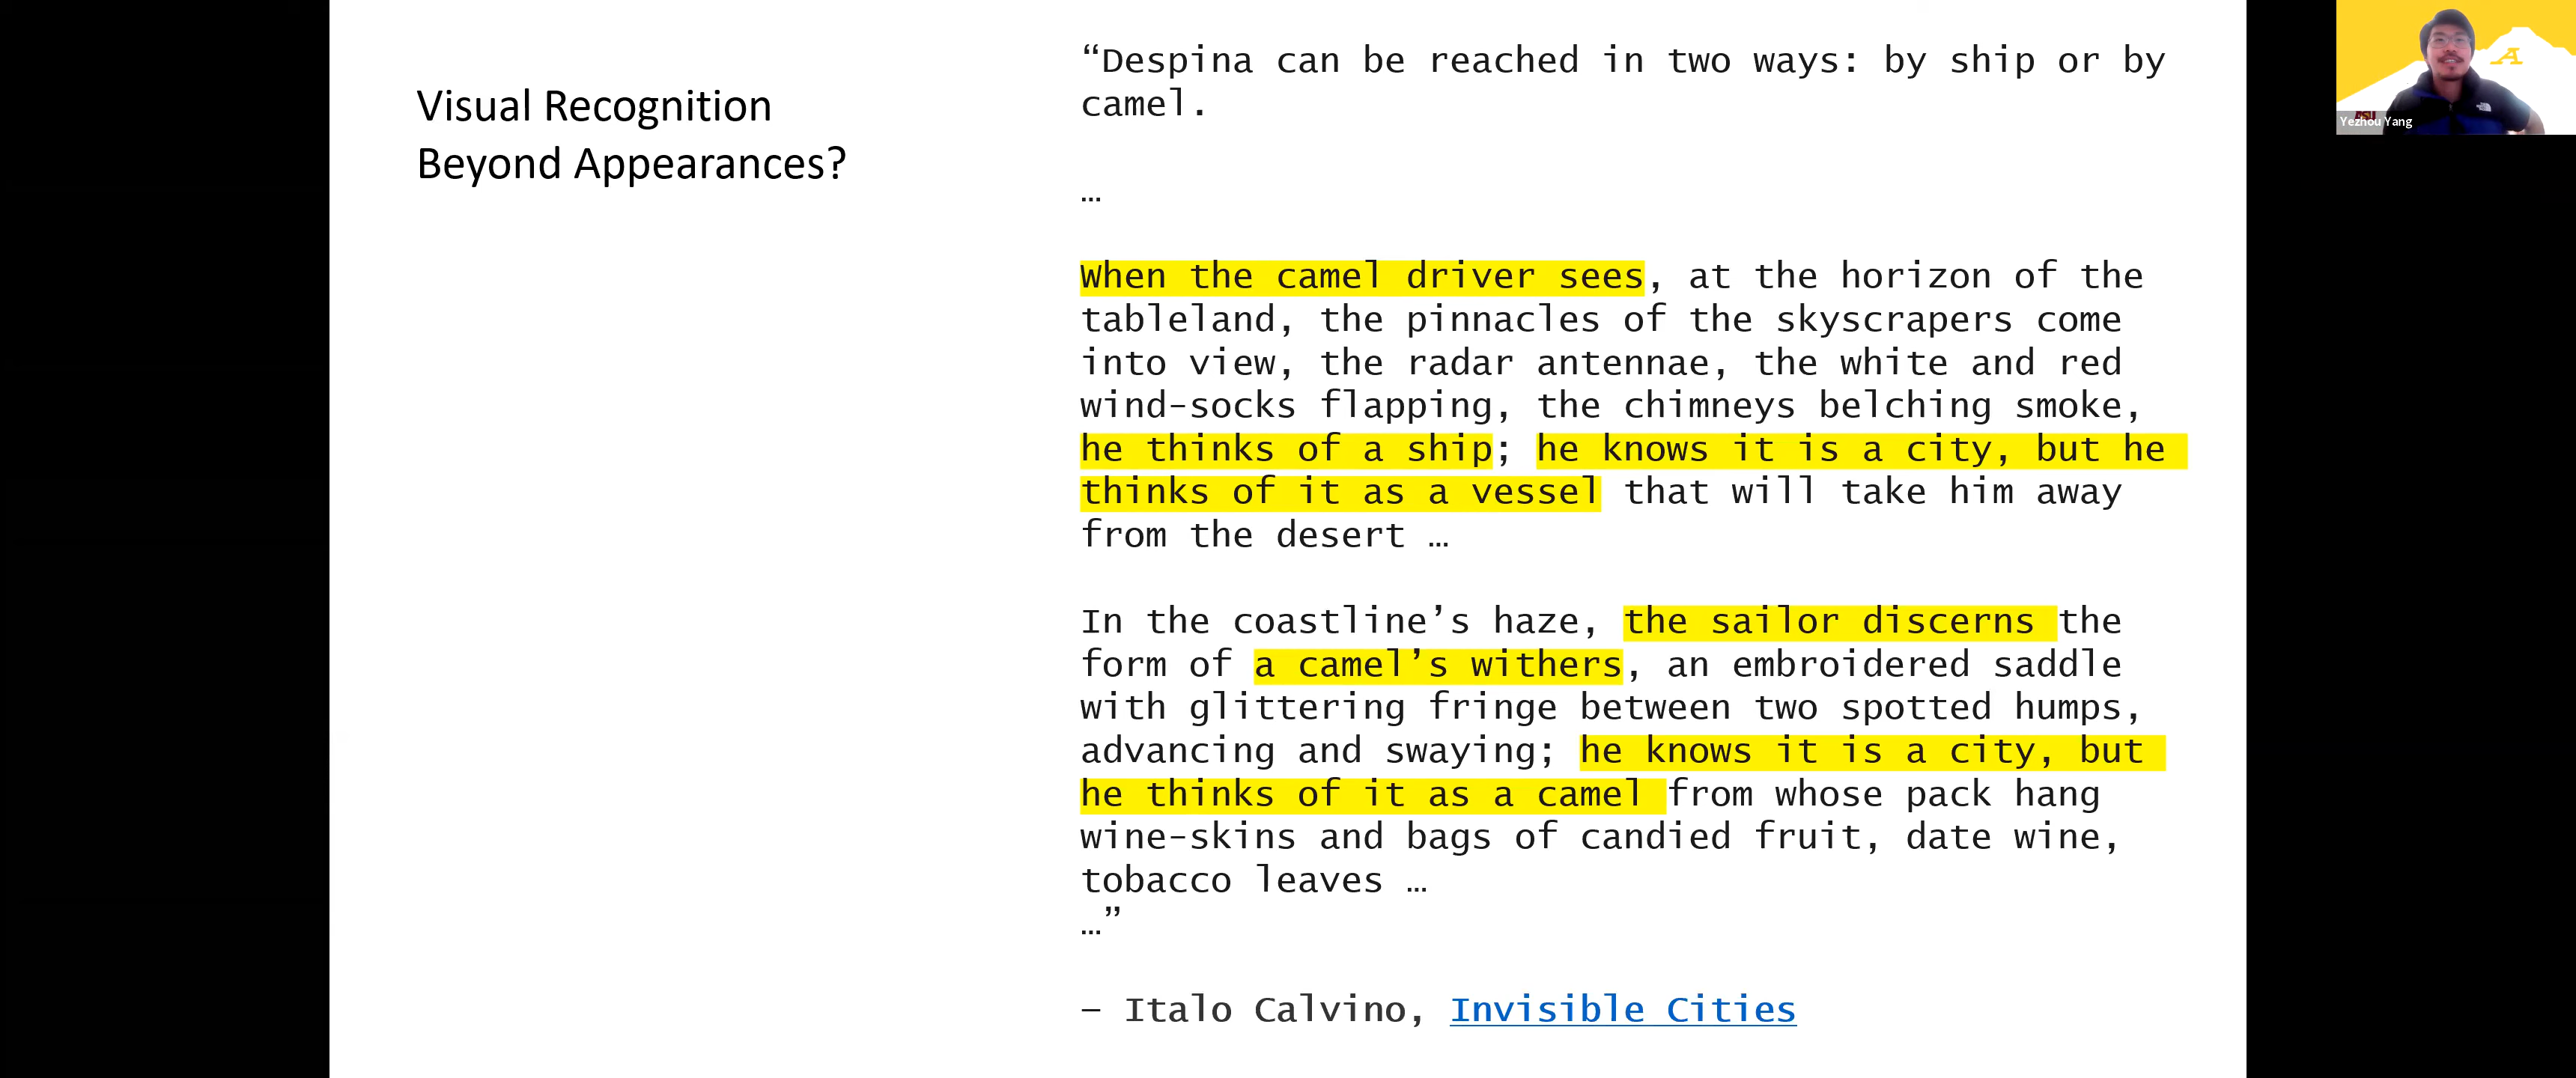 Visual Recognition
Beyond Appearances?
“Despina can be reached in two ways: by ship or by
camel.
…
When the camel driver sees, at the horizon of the
tableland, the pinnacles of the skyscrapers come
into view, the radar antennae, the white and red
wind-socks flapping, the chimneys belching smoke,
he thinks of a ship; he knows it is a city, but he
thinks of it as a vessel that will take him away
from the desert …
In the coastline’s haze, the sailor discerns the
form of a camel’s withers, an embroidered saddle
with glittering fringe between two spotted humps,
advancing and swaying; he knows it is a city, but
he thinks of it as a camel from whose pack hang
wine-skins and bags of candied fruit, date wine,
tobacco leaves …
…”
– Italo Calvino, Invisible Cities
A
Yezhou Yang